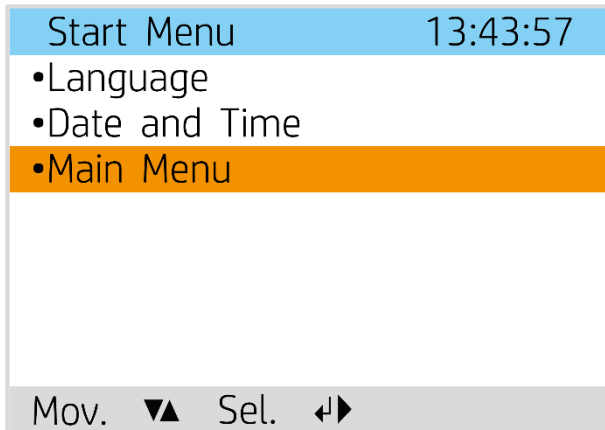 Start Menu 13:43:57
•Language
•Date and Time
•Main Menu
Mov. ▼▲ Sel. ↵▶